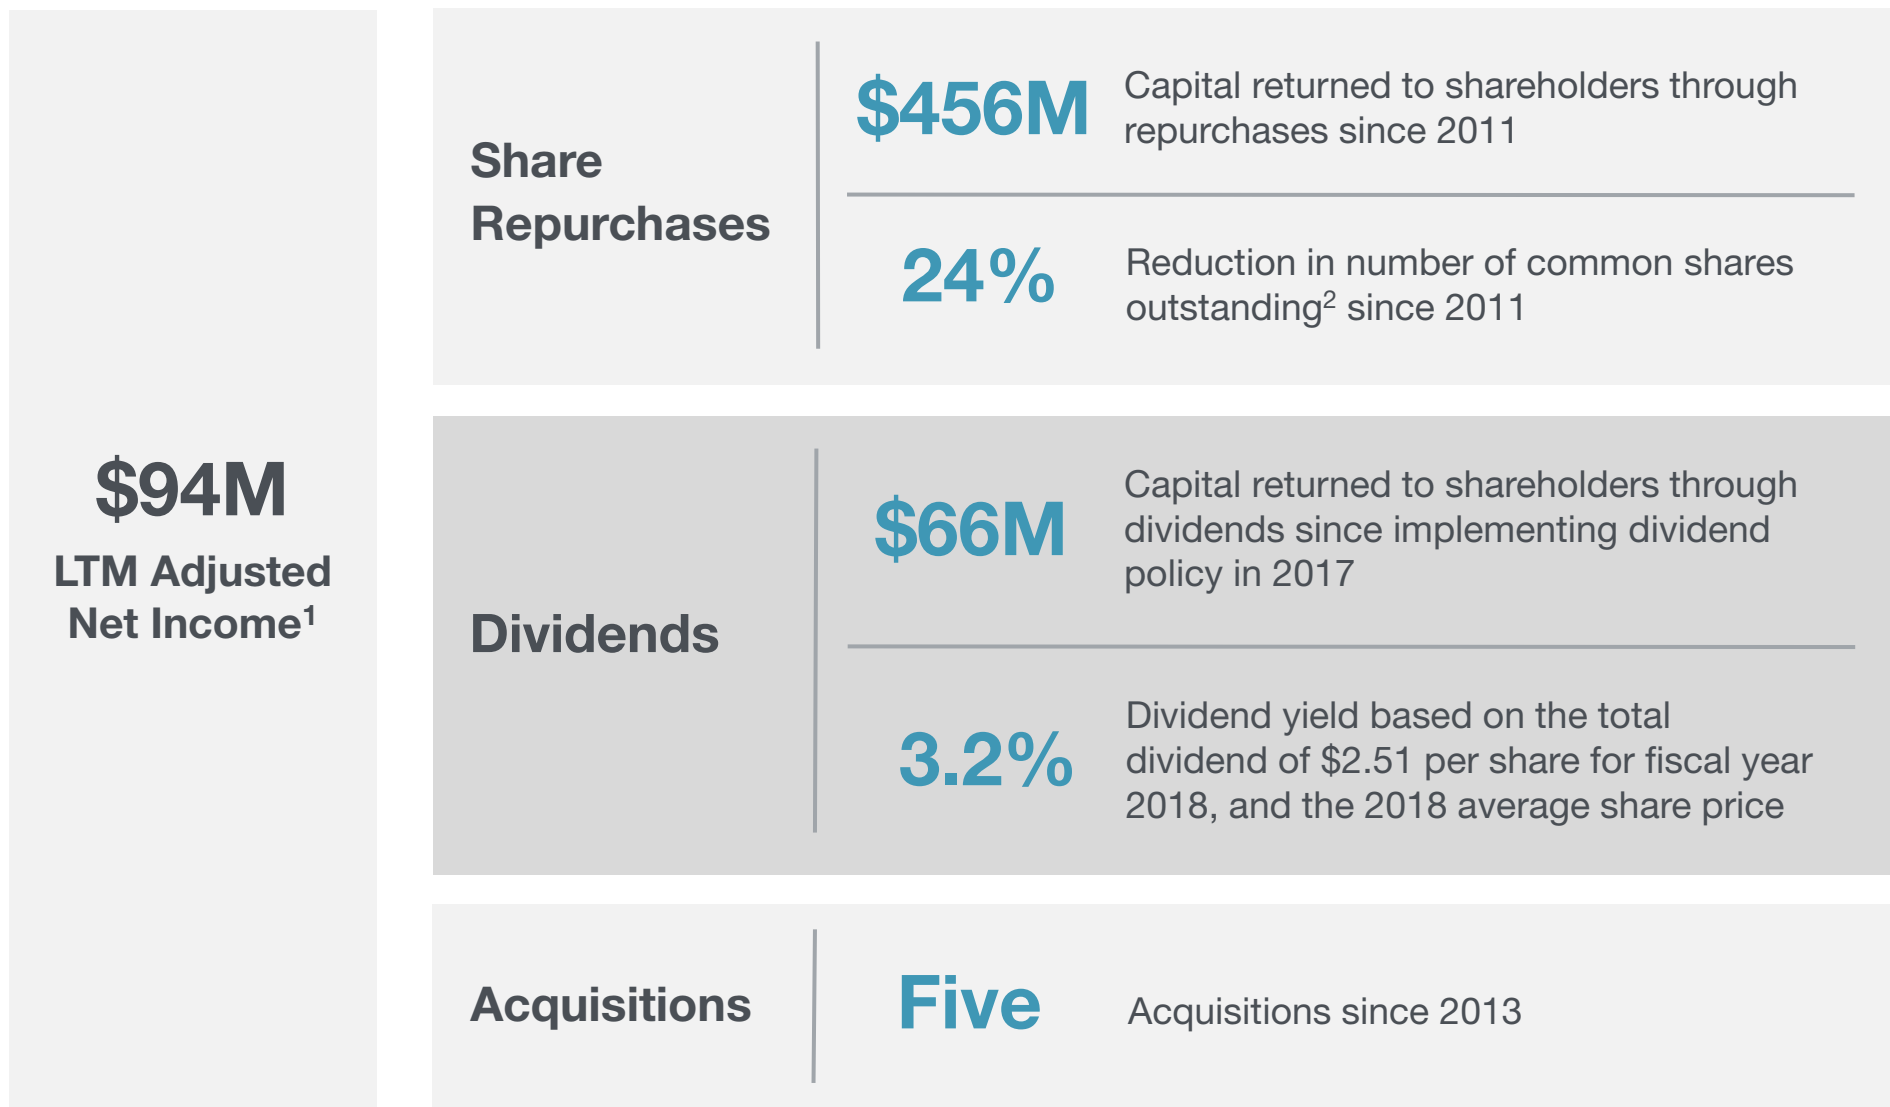 $94M
LTM Adjusted
Net Income¹
Share
Repurchases
$456M
Capital returned to shareholders through
repurchases since 2011
24%
Reduction in number of common shares
outstanding² since 2011
Dividends
$66M
Capital returned to shareholders through
dividends since implementing dividend
policy in 2017
3.2%
Dividend yield based on the total
dividend of $2.51 per share for fiscal year
2018, and the 2018 average share price
Acquisitions
Five
Acquisitions since 2013